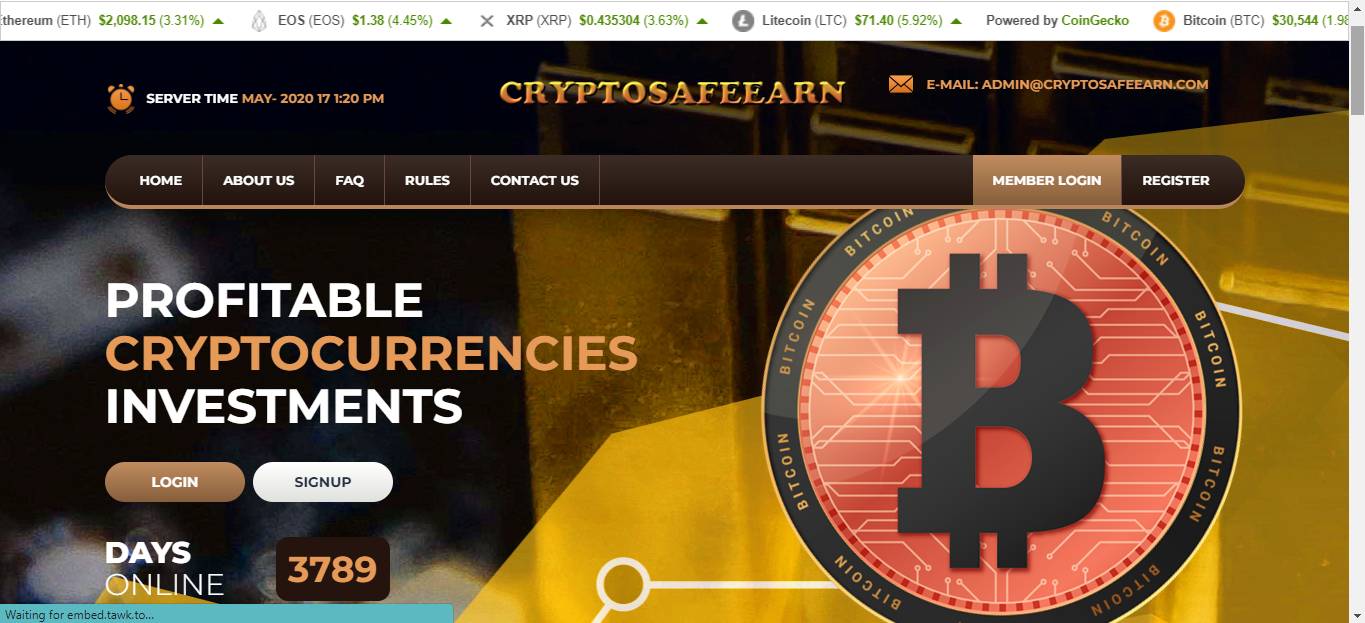 thereum (ETH) $2,098.15 (3.31%) EOS (EOS) $1.38 (4.45%) XRP (XRP) $0.435304 (3.63%) Litecoin (LTC) $71.40 (5.92%) Powered by CoinGecko Bitcoin (BTC) $30,544 (1.98
SERVER TIME MAY- 2020 17 1:20 PM
CRYPTOSAFEEARN
E-MAIL: ADMIN@CRYPTOSAFEEARN.COM
HOME ABOUT US FAQ RULES CONTACT US MEMBER LOGIN REGISTER
PROFITABLE
CRYPTOCURRENCIES
INVESTMENTS
LOGIN SIGNUP
DAYS
ONLINE
3789
BITCOIN
BITCOIN
BITCOIN
BITCOIN
BITCOIN
BITCOIN
BITCOIN
BITCOIN
Waiting for embed.tawk.to...